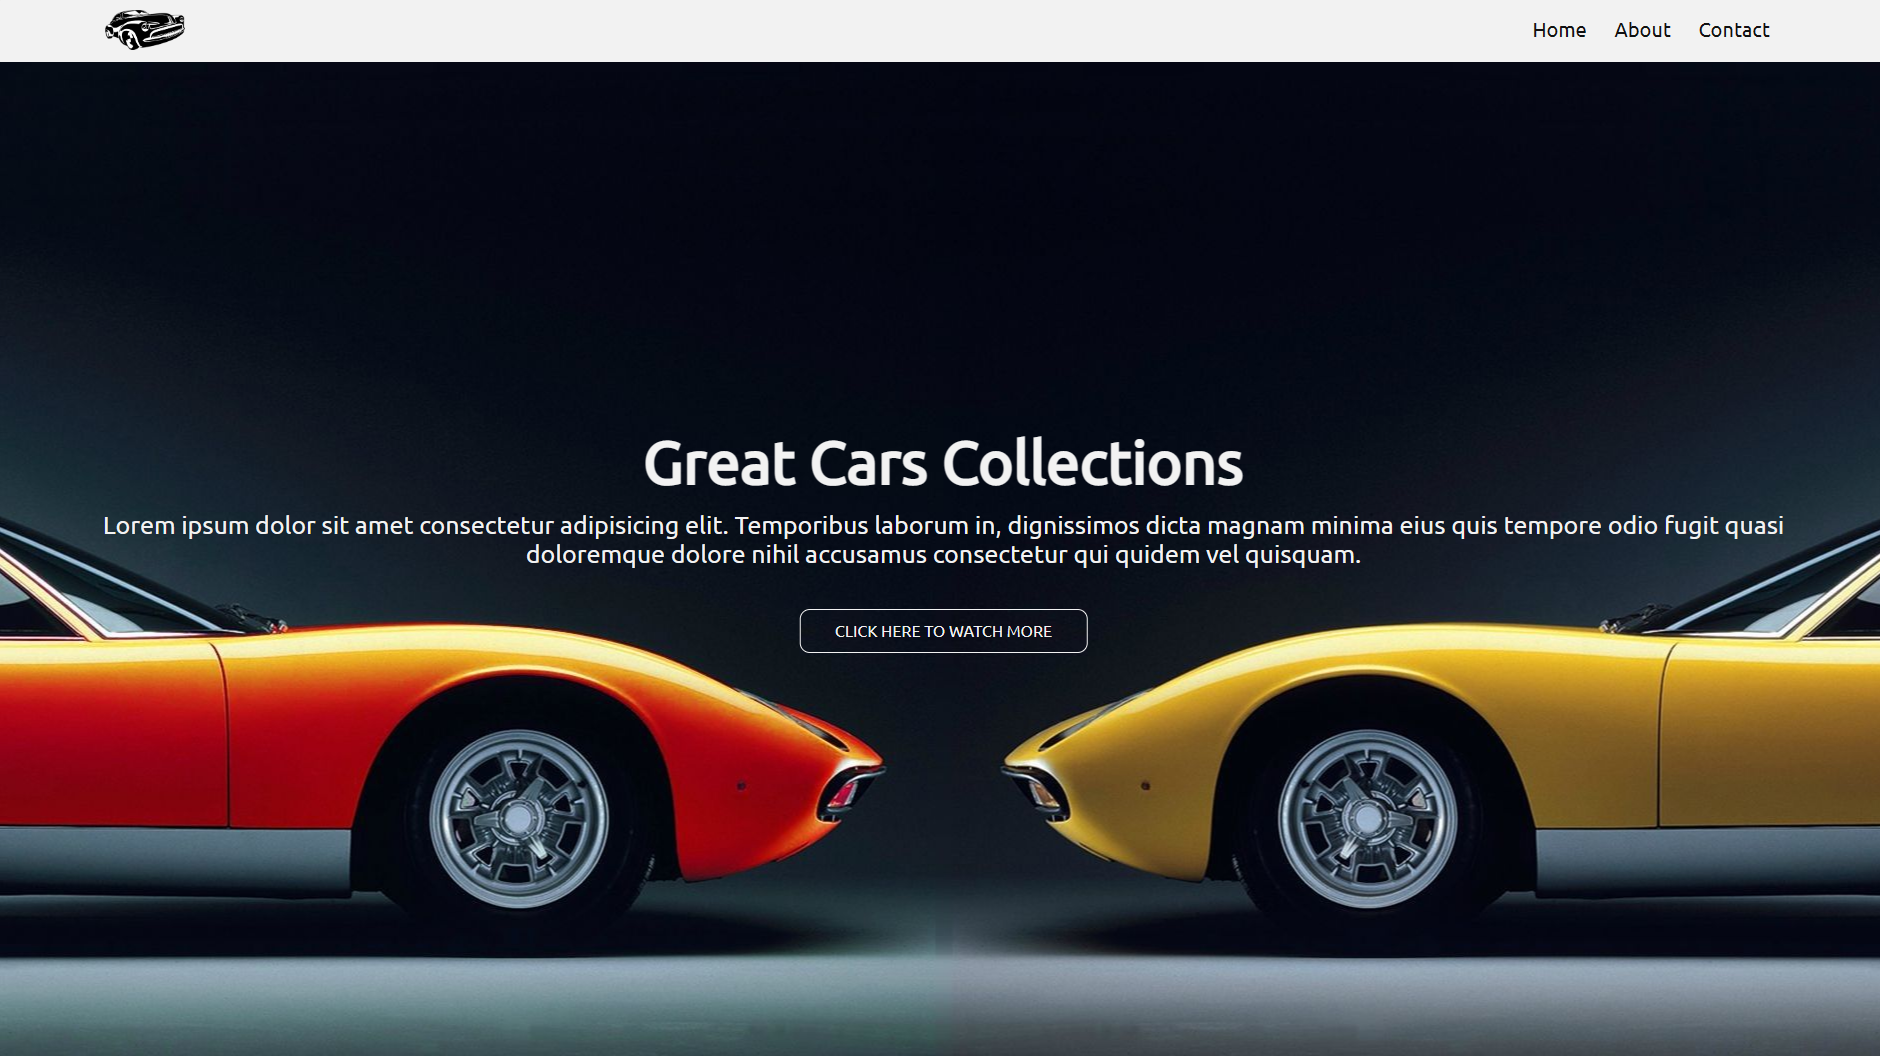 Home About Contact
Great Cars Collections
Lorem ipsum dolor sit amet consectetur adipisicing elit. Temporibus laborum in, dignissimos dicta magnam minima eius quis tempore odio fugit quasi
doloremque dolore nihil accusamus consectetur qui quidem vel quisquam.
CLICK HERE TO WATCH MORE